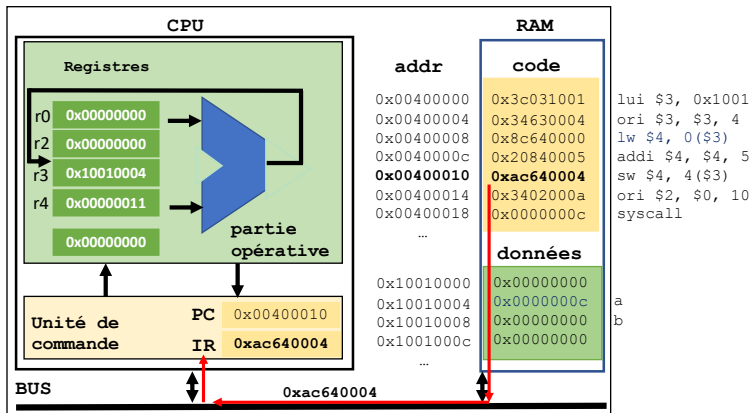 CPU
RAM
Registres
addr
code
r0 0x00000000
r2 0x00000000
r3 0x10010004
r4 0x00000011
0x00000000
partie
opérative
0x00400000 0x3c031001 lui $3, 0x1001
0x00400004 0x34630004 ori $3, $3, 4
0x00400008 0x8c640000 lw $4, 0($3)
0x0040000c 0x20840005 addi $4, $4, 5
0x00400010 0xac640004 sw $4, 4($3)
0x00400014 0x3402000a ori $2, $0, 10
0x00400018 0x0000000c syscall
…
données
0x10010000 0x00000000
0x10010004 0x0000000c a
0x10010008 0x00000000 b
0x1001000c 0x00000000
…
Unité de
commande
PC 0x00400010
IR 0xac640004
BUS
0xac640004